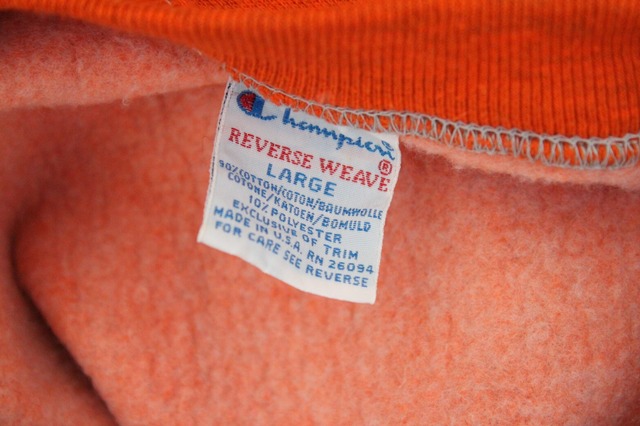 Champion
REVERSE WEAVE®
LARGE
90%COTTON/COTON/BAUMWOLLE
COTONE/KATOEN/BOMULD
10% POLYESTER
EXCLUSIVE OF TRIM
MADE IN U.S.A. RN 26094
FOR CARE SEE REVERSE